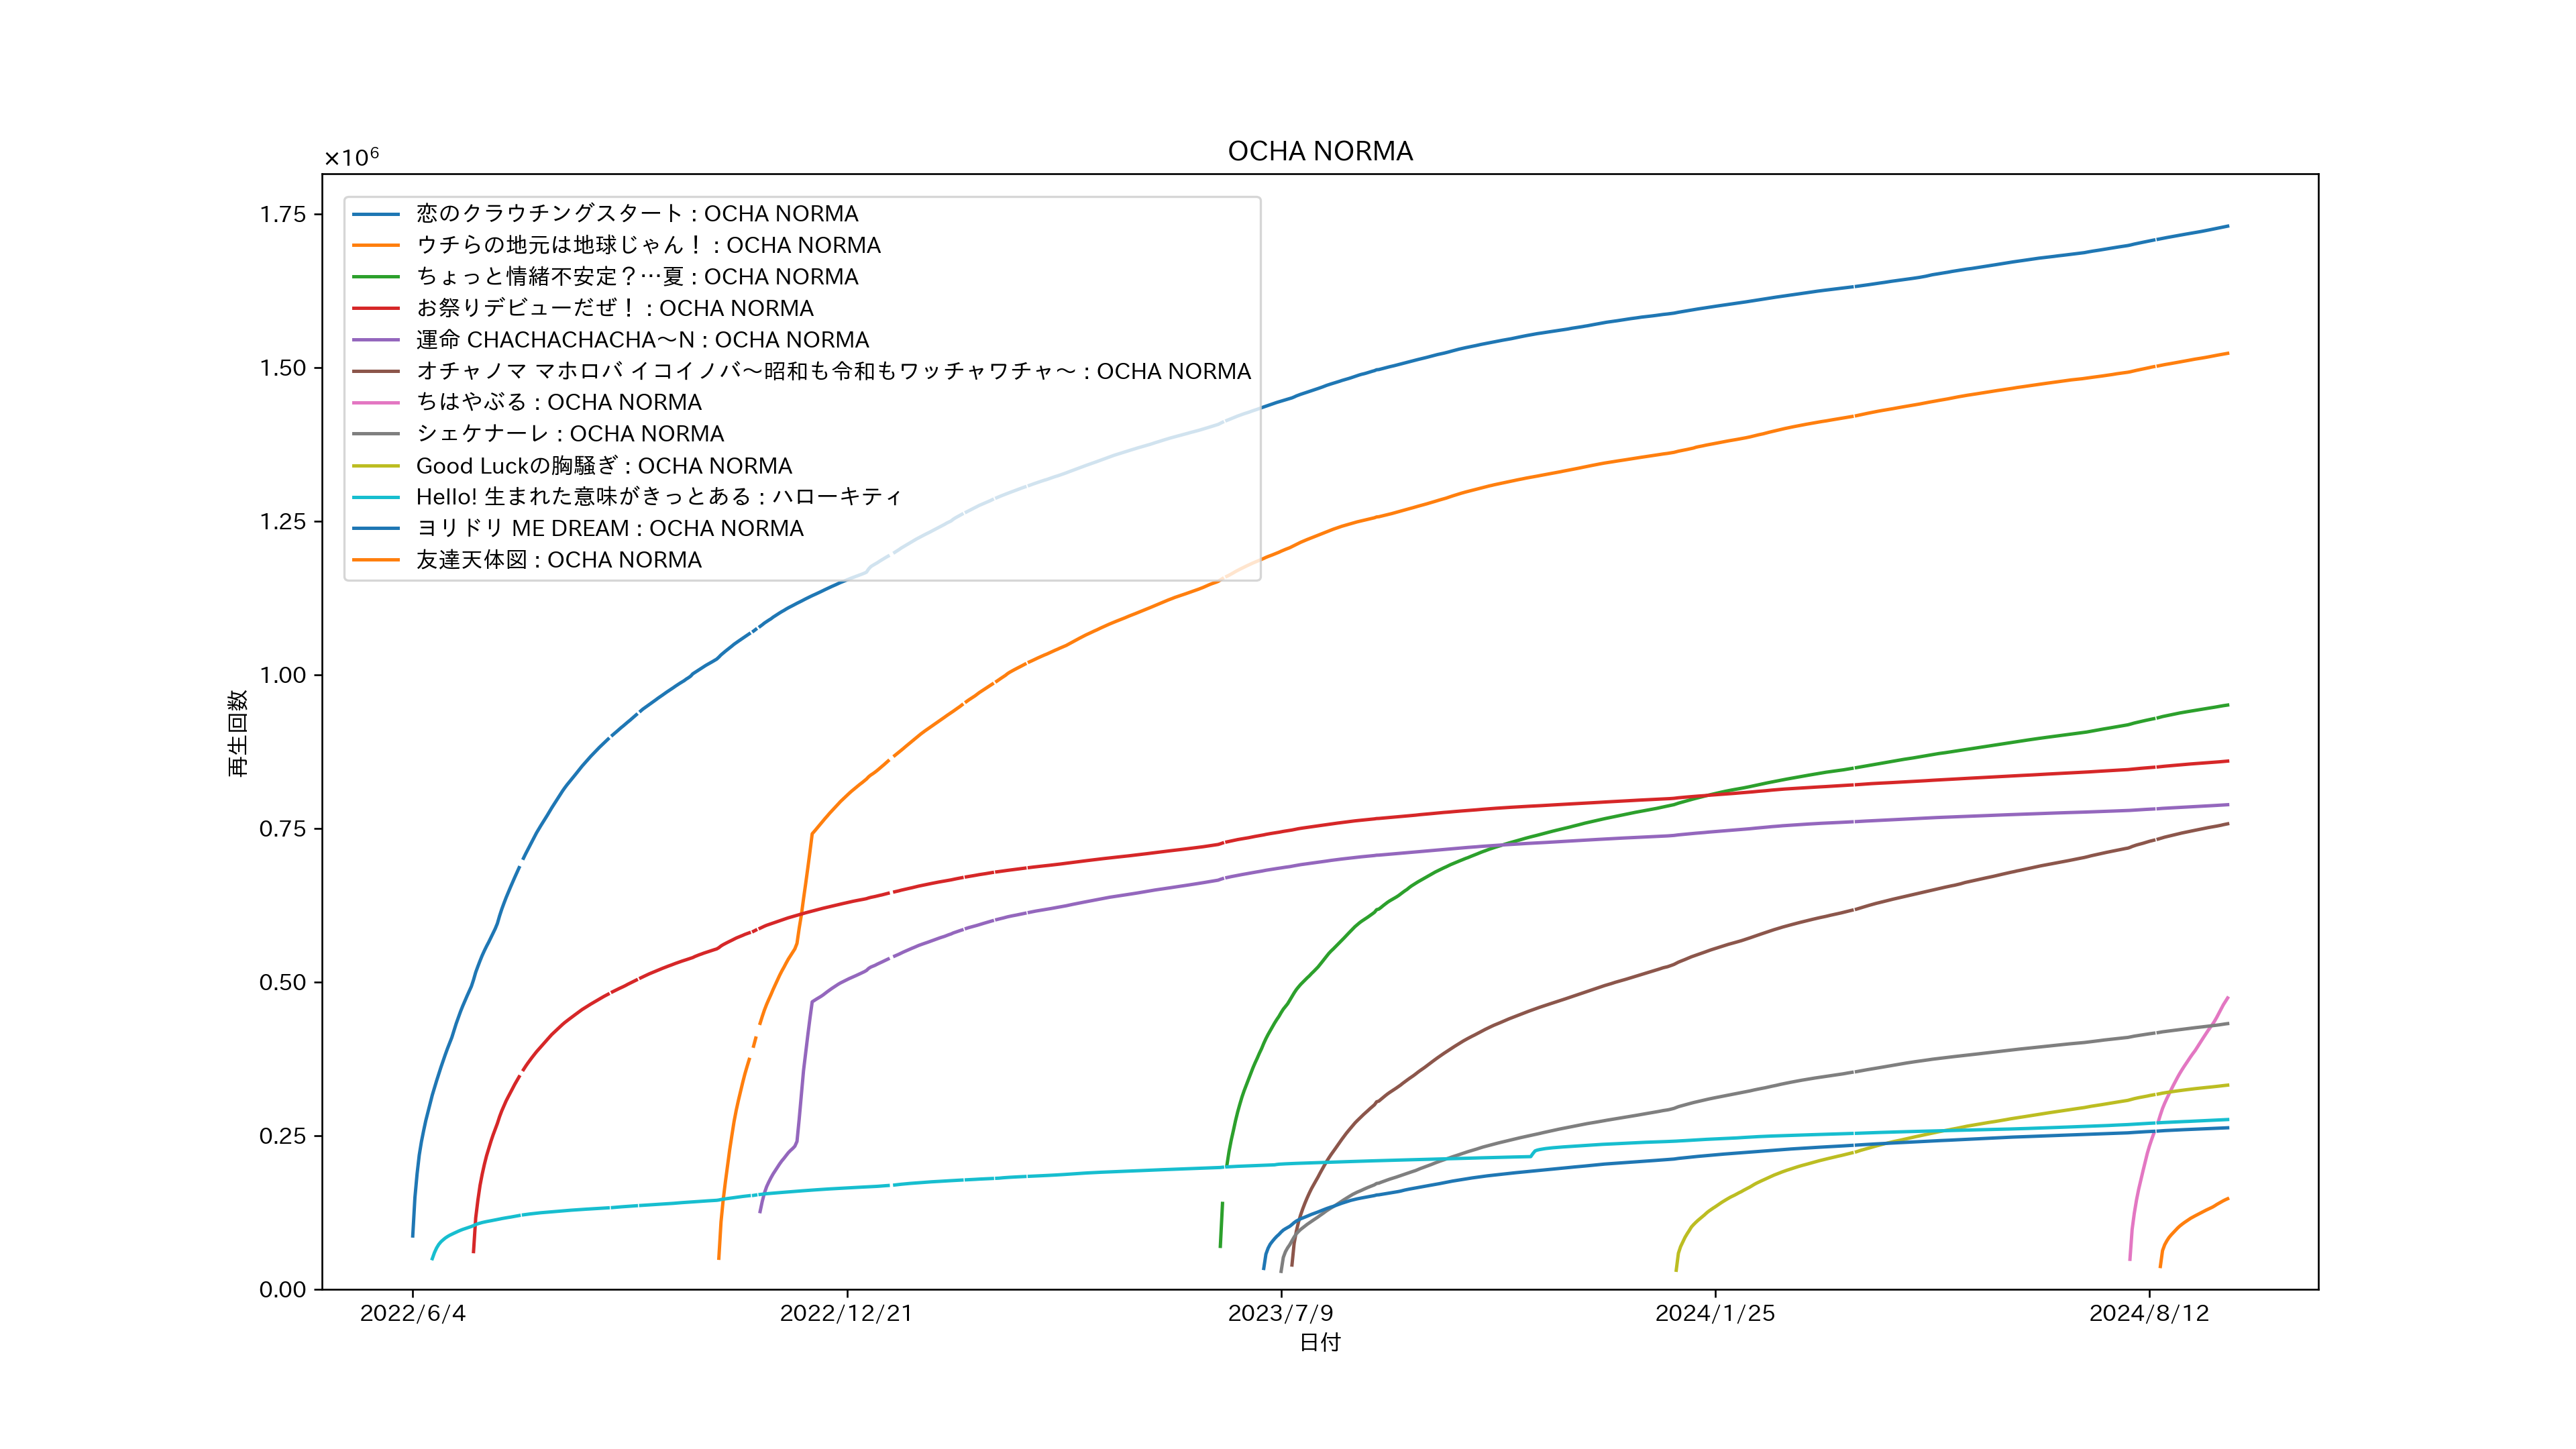 OCHA NORMA
×10⁶
1.75
1.50
1.25
1.00
0.75
0.50
0.25
0.00
再生回数
恋のクラウチングスタート : OCHA NORMA
ウチらの地元は地球じゃん！ : OCHA NORMA
ちょっと情緒不安定？…夏 : OCHA NORMA
お祭りデビューだぜ！ : OCHA NORMA
運命 CHACHACHACHA～N : OCHA NORMA
オチャノマ マホロバ イコイノバ～昭和も令和もワッチャワチャ～ : OCHA NORMA
ちはやぶる : OCHA NORMA
シェケナーレ : OCHA NORMA
Good Luckの胸騒ぎ : OCHA NORMA
Hello! 生まれた意味がきっとある : ハローキティ
ヨリドリ ME DREAM : OCHA NORMA
友達天体図 : OCHA NORMA
2022/6/4
2022/12/21
2023/7/9
2024/1/25
2024/8/12
日付